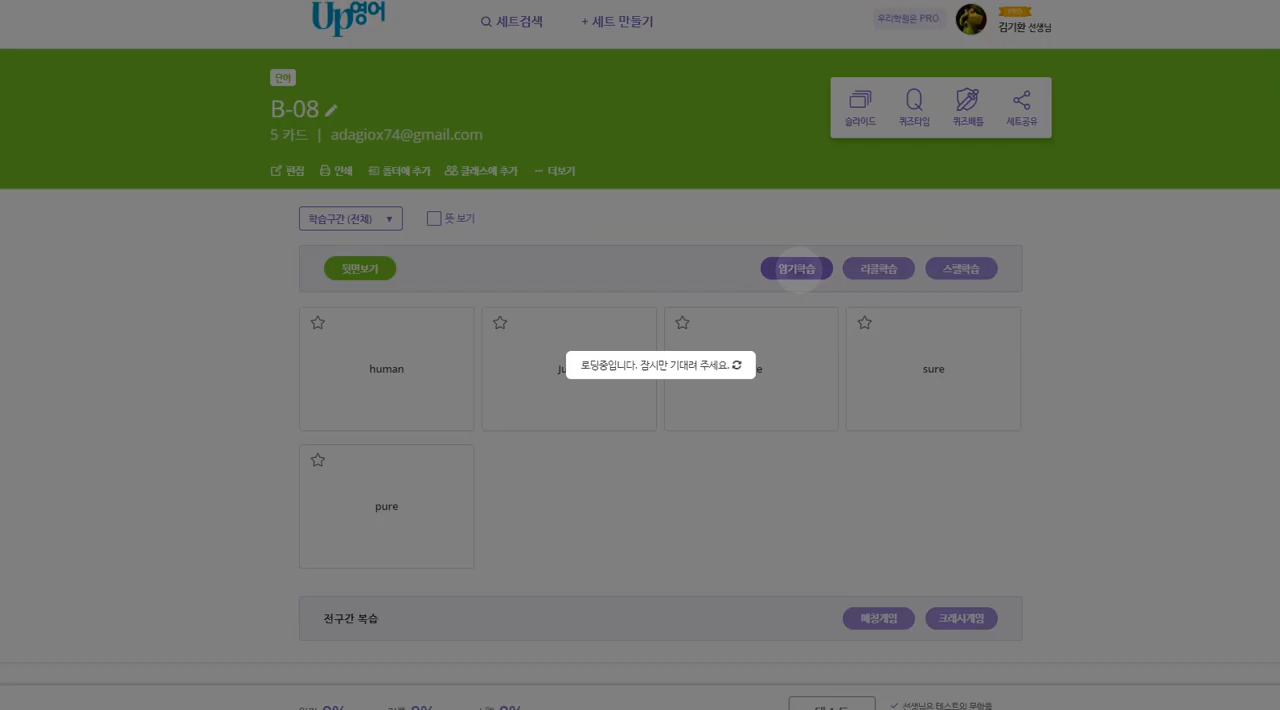 Up영어
세트검색
+ 세트 만들기
우리학원은 PRO
PRO
김기환 선생님
단어
B-08
5 카드 | adagiox74@gmail.com
슬라이드
퀴즈타임
퀴즈배틀
세트공유
편집
인쇄
폴더에 추가
클래스에 추가
더보기
학습구간 (전체) ▼
뜻 보기
뒷면보기
암기학습
리콜학습
스펠학습
human
sure
로딩중입니다. 잠시만 기대려 주세요.
pure
전구간 복습
매칭게임
크래시게임